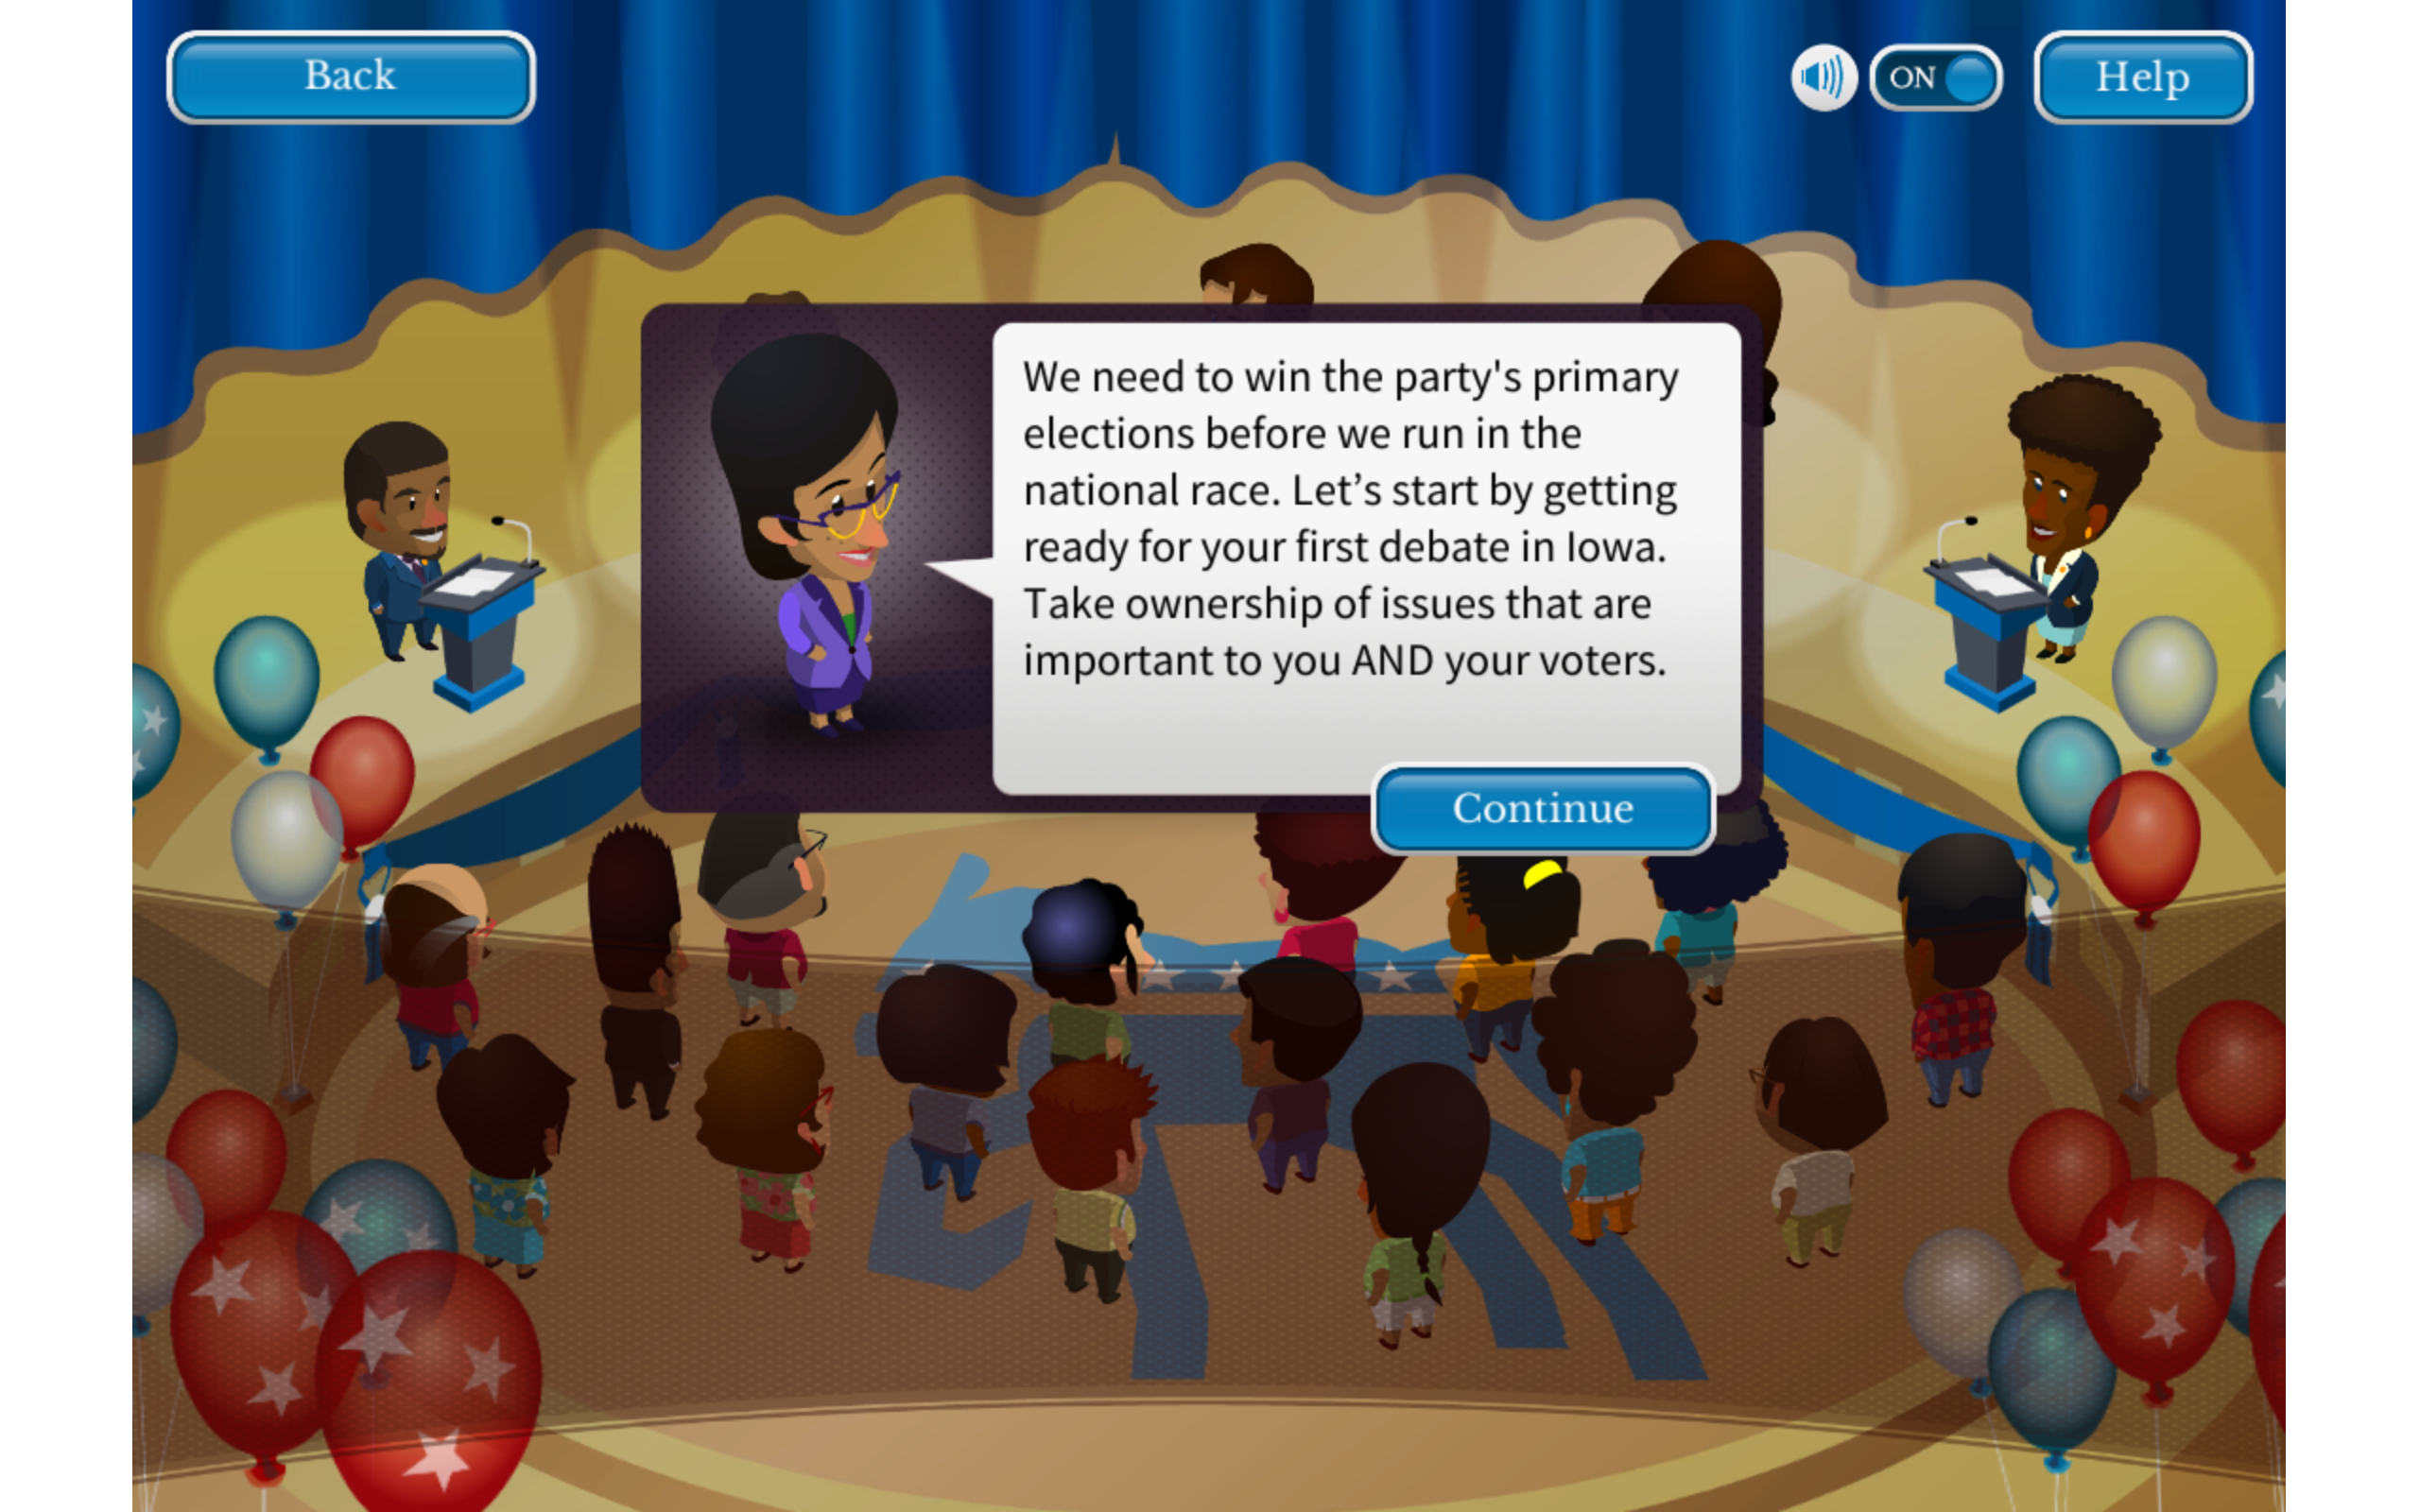 Back
ON
Help
We need to win the party's primary
elections before we run in the
national race. Let’s start by getting
ready for your first debate in Iowa.
Take ownership of issues that are
important to you AND your voters.
Continue